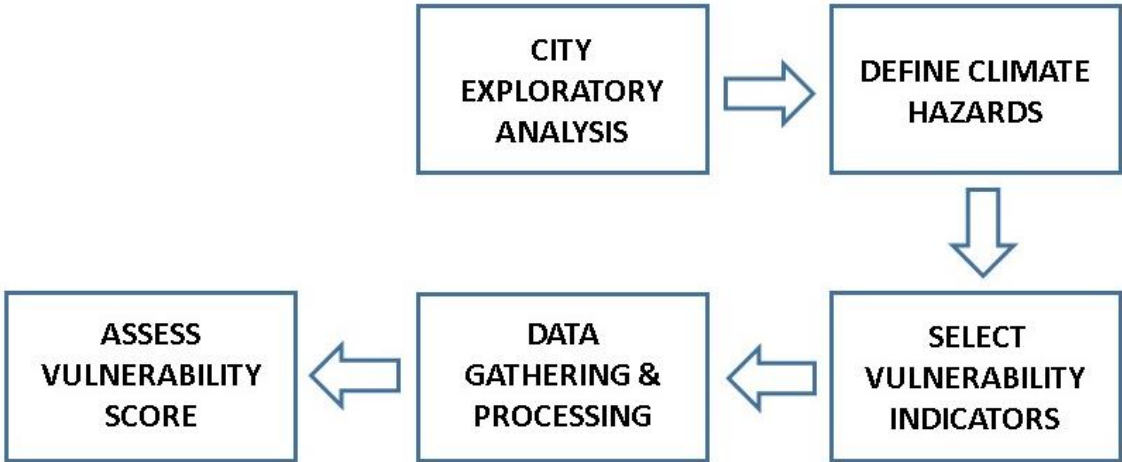 CITY
EXPLORATORY
ANALYSIS
DEFINE CLIMATE
HAZARDS
SELECT
VULNERABILITY
INDICATORS
DATA
GATHERING &
PROCESSING
ASSESS
VULNERABILITY
SCORE